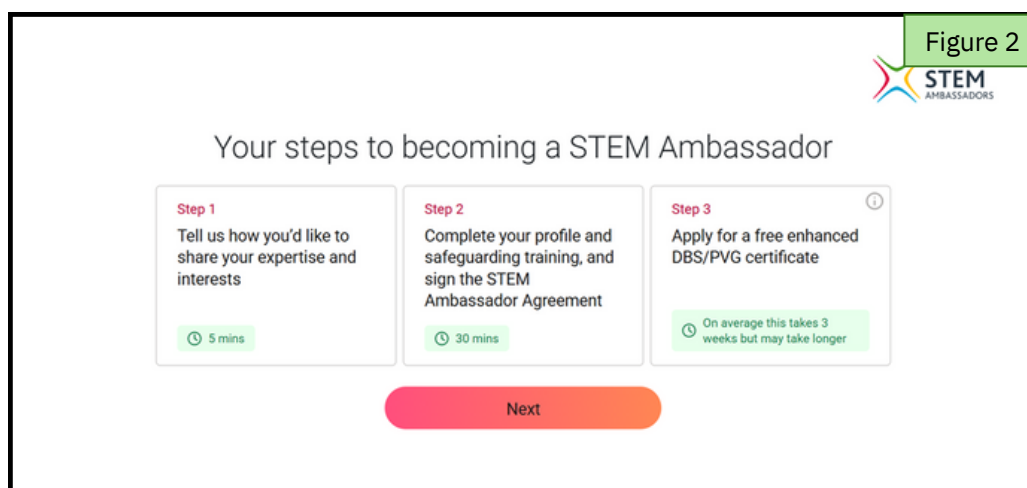 Figure 2
STEM
AMBASSADORS
Your steps to becoming a STEM Ambassador
Step 1
Tell us how you'd like to
share your expertise and
interests
5 mins
Step 2
Complete your profile and
safeguarding training, and
sign the STEM
Ambassador Agreement
30 mins
Step 3
Apply for a free enhanced
DBS/PVG certificate
On average this takes 3
weeks but may take longer
Next